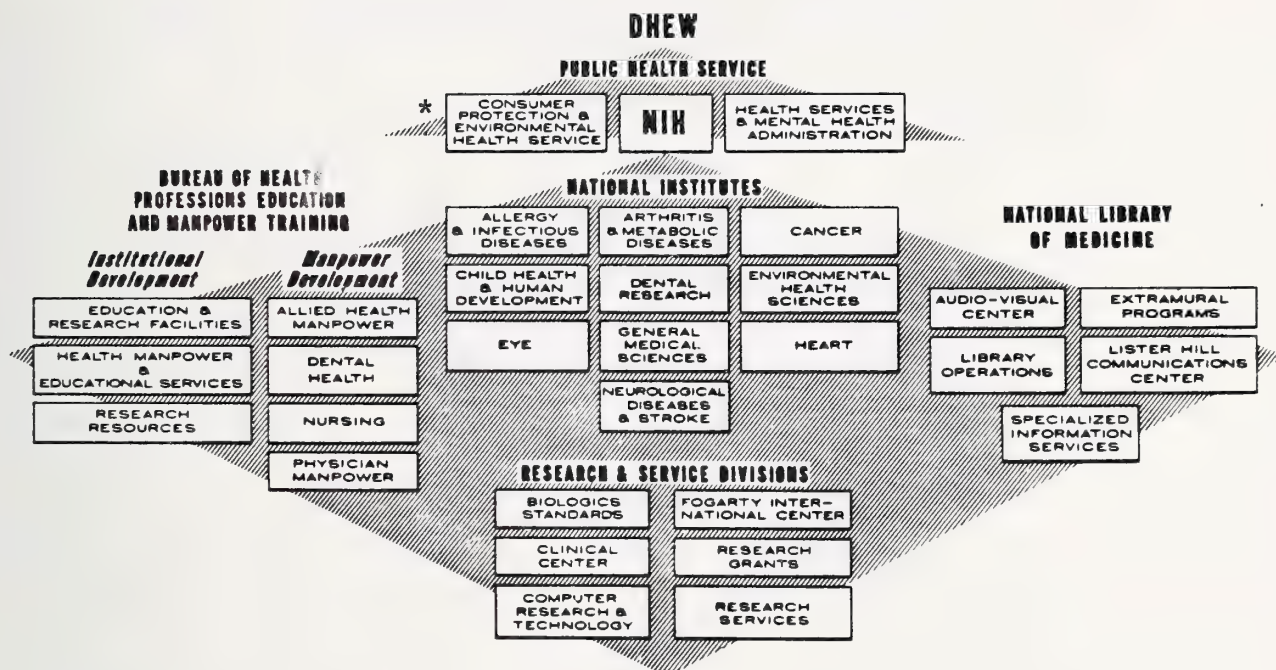 DHEW
PUBLIC HEALTH SERVICE
*
CONSUMER
PROTECTION &
ENVIRONMENTAL
HEALTH SERVICE
NIH
HEALTH SERVICES
& MENTAL HEALTH
ADMINISTRATION
BUREAU OF HEALTH
PROFESSIONS EDUCATION
AND MANPOWER TRAINING
Institutional
Development
EDUCATION &
RESEARCH FACILITIES
HEALTH MANPOWER
&
EDUCATIONAL SERVICES
RESEARCH
RESOURCES
Manpower
Development
ALLIED HEALTH
MANPOWER
DENTAL
HEALTH
NURSING
PHYSICIAN
MANPOWER
NATIONAL INSTITUTES
ALLERGY
& INFECTIOUS
DISEASES
ARTHRITIS
& METABOLIC
DISEASES
CANCER
CHILD HEALTH
& HUMAN
DEVELOPMENT
DENTAL
RESEARCH
ENVIRONMENTAL
HEALTH
SCIENCES
EYE
GENERAL
MEDICAL
SCIENCES
HEART
NEUROLOGICAL
DISEASES
& STROKE
NATIONAL LIBRARY
OF MEDICINE
AUDIO-VISUAL
CENTER
EXTRAMURAL
PROGRAMS
LIBRARY
OPERATIONS
LISTER HILL
COMMUNICATIONS
CENTER
SPECIALIZED
INFORMATION
SERVICES
RESEARCH & SERVICE DIVISIONS
BIOLOGICS
STANDARDS
FOGARTY INTER-
NATIONAL CENTER
CLINICAL
CENTER
RESEARCH
GRANTS
COMPUTER
RESEARCH &
TECHNOLOGY
RESEARCH
SERVICES